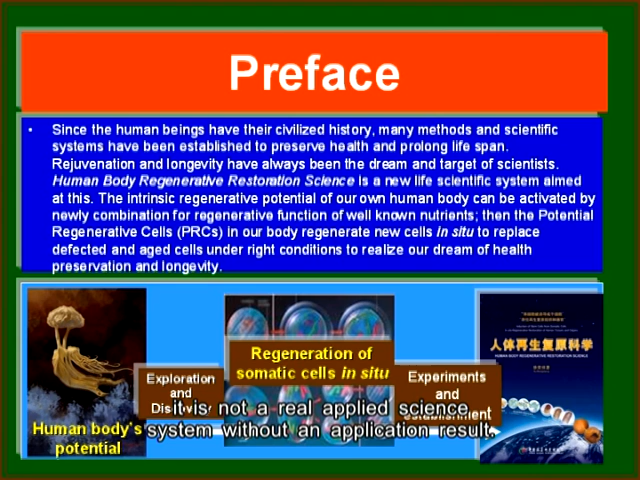 Preface
• Since the human beings have their civilized history, many methods and scientific
systems have been established to preserve health and prolong life span.
Rejuvenation and longevity have always been the dream and target of scientists.
Human Body Regenerative Restoration Science is a new life scientific system aimed
at this. The intrinsic regenerative potential of our own human body can be activated by
newly combination for regenerative function of well known nutrients; then the Potential
Regenerative Cells (PRCs) in our body regenerate new cells in situ to replace
defected and aged cells under right conditions to realize our dream of health
preservation and longevity.
Regeneration of
somatic cells in situ
Exploration
and
Experiments
and
Human body's
potential
人体再生复原科学
HUMAN BODY REGENERATIVE RESTORATION SCIENCE
it is not a real applied science
system without an application result.